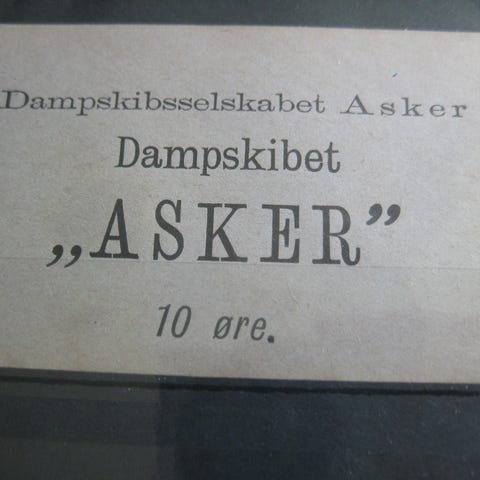 Dampskibsselskabet Asker
Dampskibet
„ASKER”
10 øre.